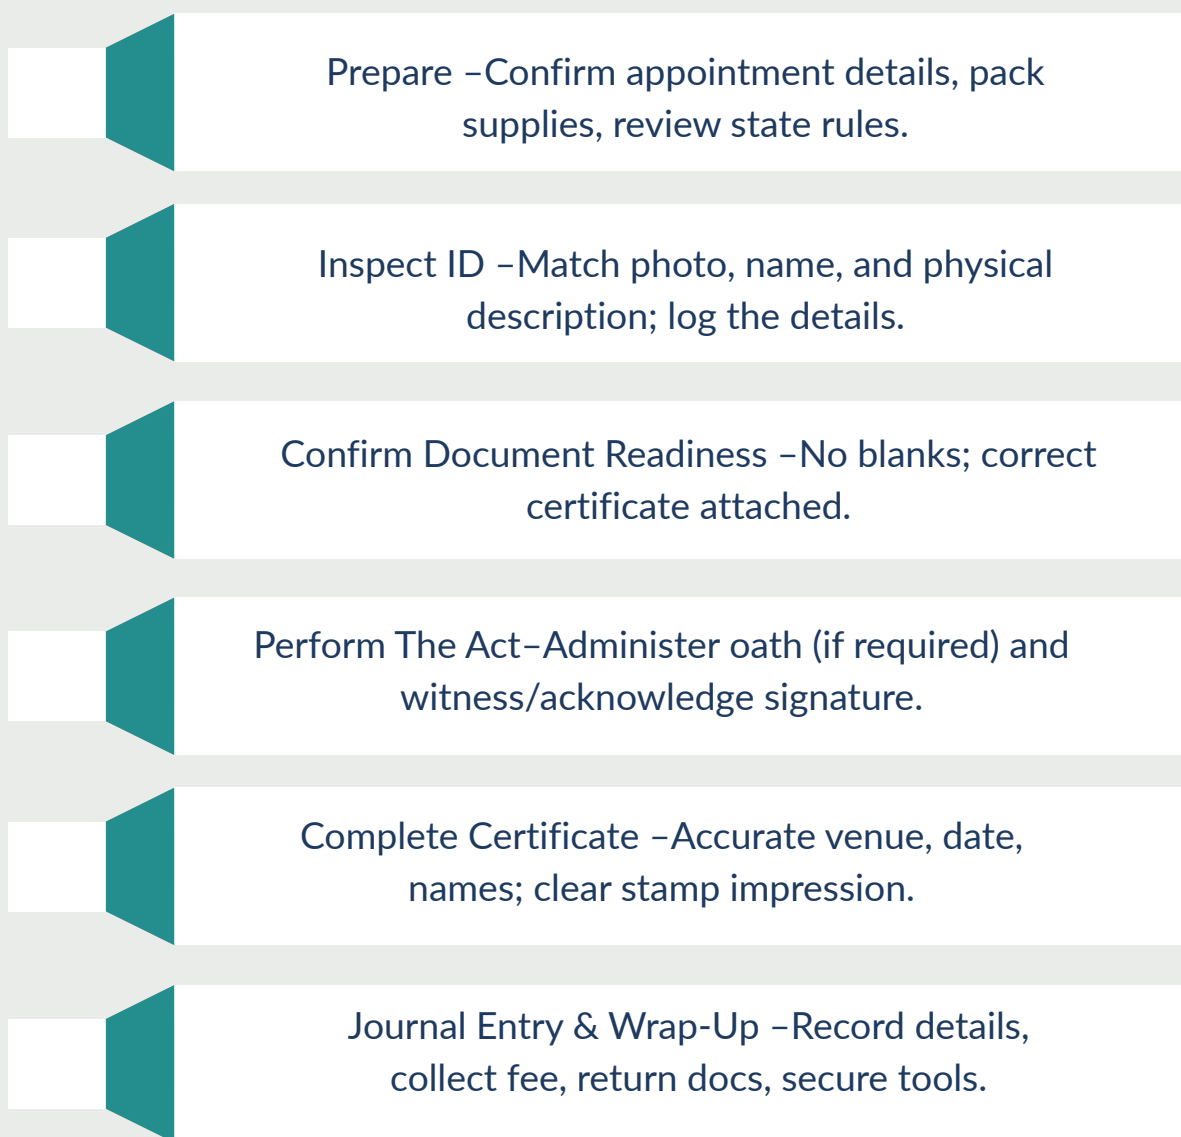 Prepare –Confirm appointment details, pack
supplies, review state rules.
Inspect ID –Match photo, name, and physical
description; log the details.
Confirm Document Readiness –No blanks; correct
certificate attached.
Perform The Act–Administer oath (if required) and
witness/acknowledge signature.
Complete Certificate –Accurate venue, date,
names; clear stamp impression.
Journal Entry & Wrap-Up –Record details,
collect fee, return docs, secure tools.